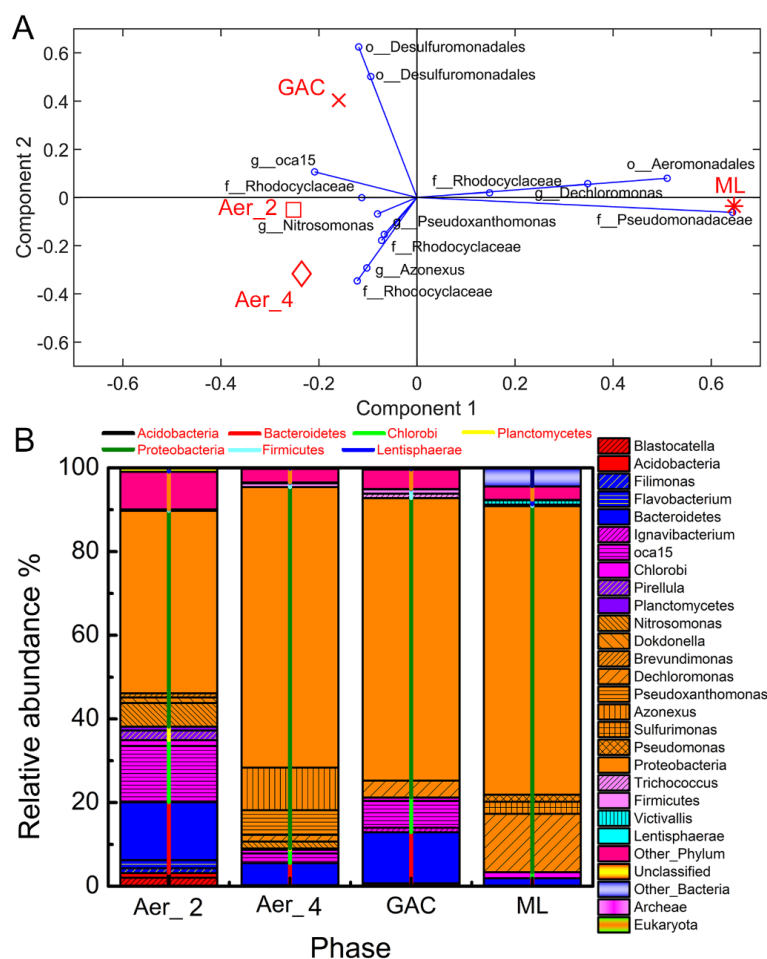 A
0.6
0.4
0.2
0
-0.2
-0.4
-0.6
Component 2
o__Desulfuromonadales
o__Desulfuromonadales
GAC
g__oca15
f__Rhodocyclaceae
f__Rhodocyclaceae
o__Aeromonadales
g__Dechloromonas
ML
Aer_2
g__Nitrosomonas
g__Pseudoxanthomonas
f__Pseudomonadaceae
f__Rhodocyclaceae
g__Azonexus
Aer_4
f__Rhodocyclaceae
-0.6 -0.4 -0.2 0 0.2 0.4 0.6
Component 1
B
Acidobacteria Bacteroidetes Chlorobi Planctomycetes
Proteobacteria Firmicutes Lentisphaerae
100
80
60
40
20
0
Relative abundance %
Aer_ 2 Aer_ 4 GAC ML
Phase
Blastocatella
Acidobacteria
Filimonas
Flavobacterium
Bacteroidetes
Ignavibacterium
oca15
Chlorobi
Pirellula
Planctomycetes
Nitrosomonas
Dokdonella
Brevundimonas
Dechloromonas
Pseudoxanthomonas
Azonexus
Sulfurimonas
Pseudomonas
Proteobacteria
Trichococcus
Firmicutes
Victivallis
Lentisphaerae
Other_Phylum
Unclassified
Other_Bacteria
Archeae
Eukaryota